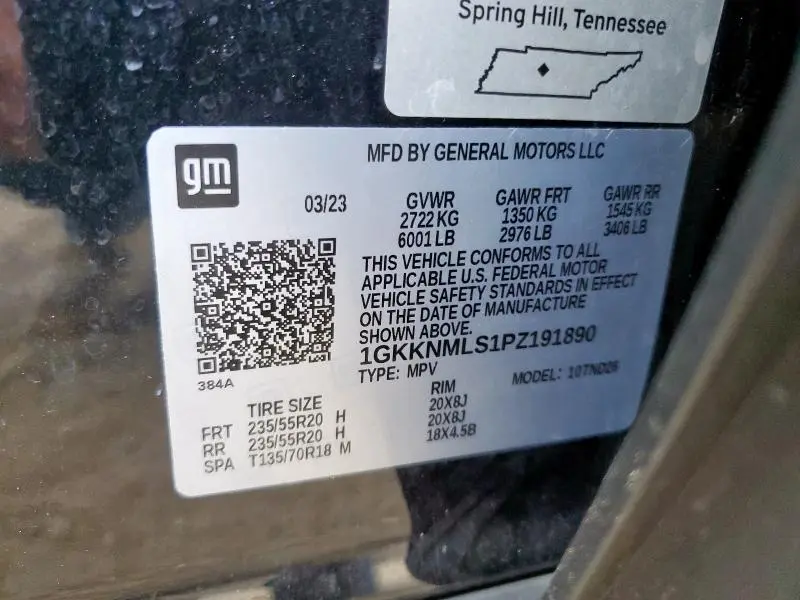 Spring Hill, Tennessee
gm
MFD BY GENERAL MOTORS LLC
03/23
GVWR
2722 KG
6001 LB
GAWR FRT
1350 KG
2976 LB
GAWR RR
1545 KG
3406 LB
THIS VEHICLE CONFORMS TO ALL
APPLICABLE U.S. FEDERAL MOTOR
VEHICLE SAFETY STANDARDS IN EFFECT
ON THE DATE OF MANUFACTURE
SHOWN ABOVE.
1GKKNMLS1PZ191890
TYPE: MPV
MODEL: 10TND26
384A
TIRE SIZE RIM
FRT 235/55R20 H 20X8J
RR 235/55R20 H 20X8J
SPA T135/70R18 M 18X4.5B